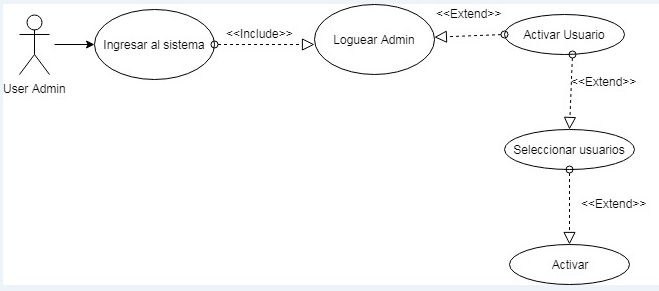 <<Extend>>
<<Include>>
Ingresar al sistema
Loguear Admin
Activar Usuario
User Admin
<<Extend>>
Seleccionar usuarios
<<Extend>>
Activar